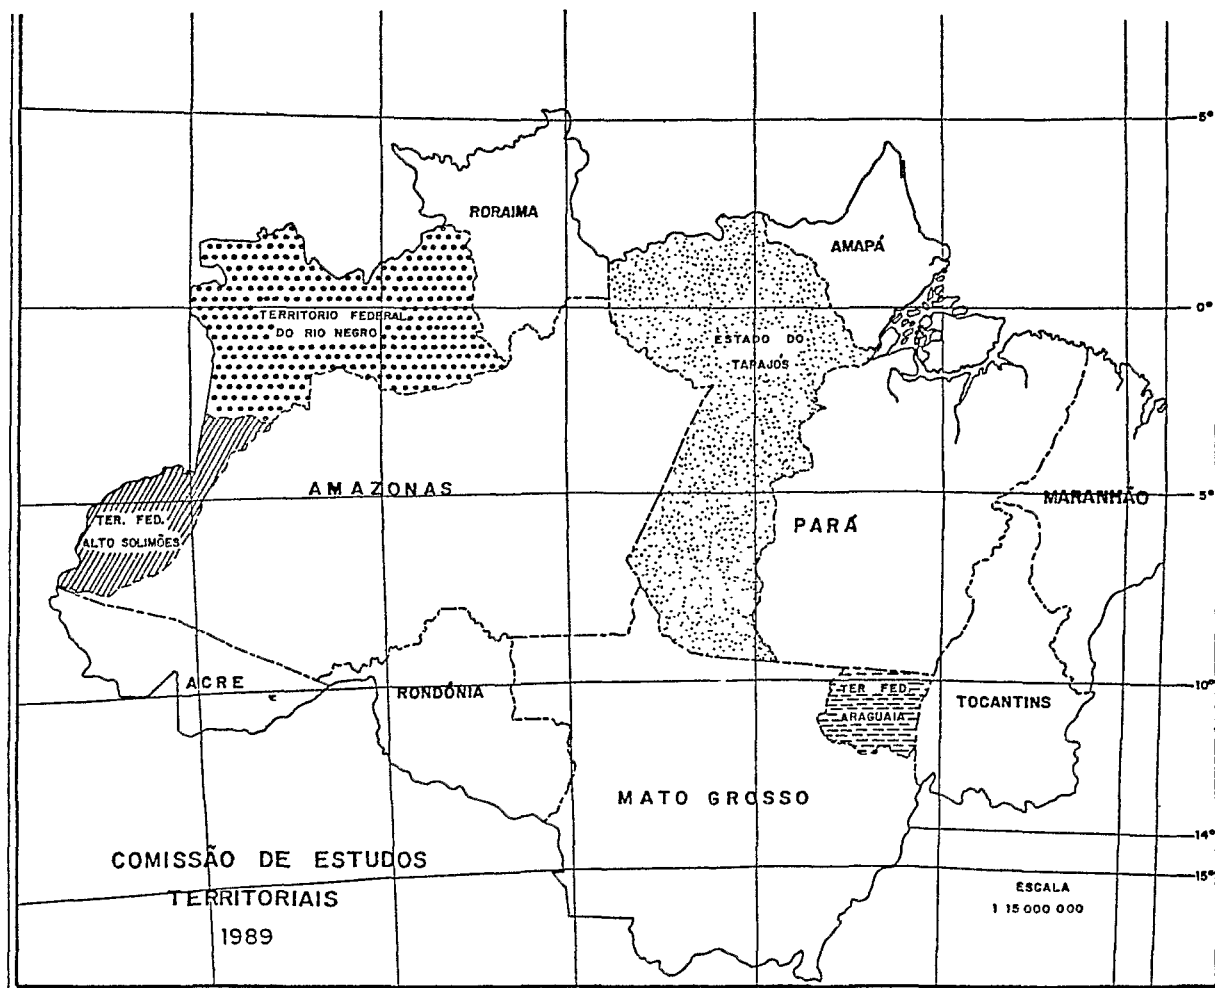 5°
RORAIMA
AMAPÁ
TERRITORIO FEDERAL
DO RIO NEGRO
0°
ESTADO DO
TAPAJÓS
AMAZONAS
5°
MARANHÃO
TER. FED.
ALTO SOLIMÕES
PARÁ
ACRE
RONDÔNIA
TER FED.
ARAGUAIA
TOCANTINS
10°
MATO GROSSO
14°
COMISSÃO DE ESTUDOS
TERRITORIAIS
1989
15°
ESCALA
1 15 000 000